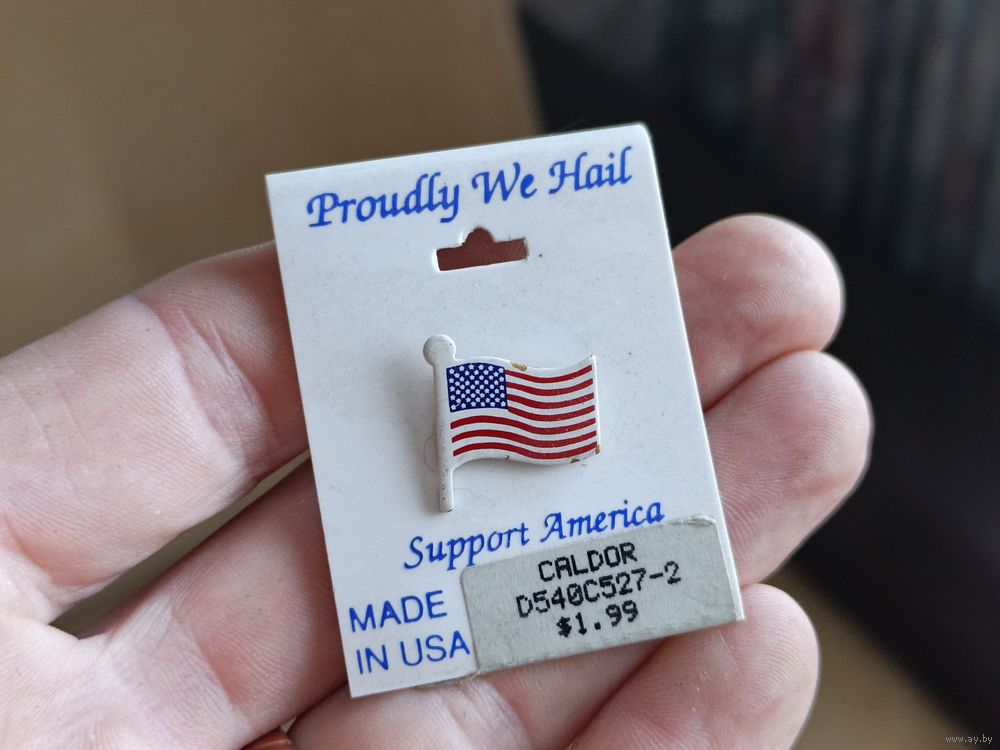 Proudly We Hail
Support America
MADE
IN USA
CALDOR
D540C527-2
$1.99
www.ay.by